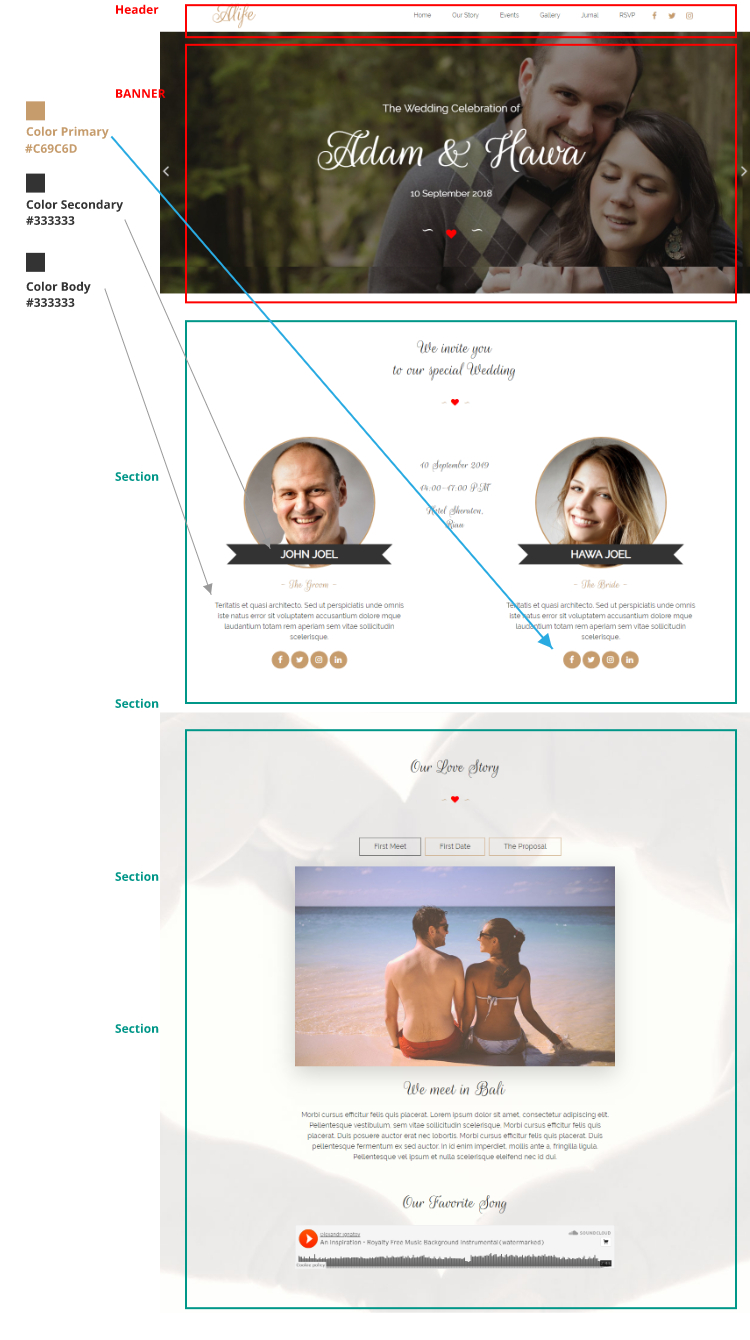 Header
Alife
Home Our Story Events Gallery Jurnal RSVP
BANNER
The Wedding Celebration of
Adam & Hawa
10 September 2018
Color Primary
#C69C6D
Color Secondary
#333333
Color Body
#333333
Section
We invite you
to our special Wedding
10 September 2019
14:00-17:00 PM
Hotel Sheraton,
Riau
JOHN JOEL
- The Groom -
Teritatis et quasi architecto. Sed ut perspiciatis unde omnis
iste natus error sit voluptatem accusantium dolore mque
laudantium totam rem aperiam sem vitae sollicitudin
scelerisque.
HAWA JOEL
- The Bride -
Teritatis et quasi architecto. Sed ut perspiciatis unde omnis
iste natus error sit voluptatem accusantium dolore mque
laudantium totam rem aperiam sem vitae sollicitudin
scelerisque.
Section
Our Love Story
First Meet First Date The Proposal
Section
Section
We meet in Bali
Morbi cursus efficitur felis quis placerat. Lorem ipsum dolor sit amet, consectetur adipiscing elit.
Pellentesque vestibulum, sem vitae sollicitudin scelerisque. Morbi cursus efficitur felis quis
placerat. Duis posuere auctor erat nec lobortis. Morbi cursus efficitur felis quis placerat. Duis
pellentesque fermentum ex sed auctor. In id enim imperdiet, mollis ante a, fringilla ligula.
Pellentesque vel ipsum et nulla scelerisque eleifend nec id dui.
Our Favorite Song
SOUNDCLOUD
An Inspiration - Royalty Free Music Background Instrumental (watermarked)
Cookie policy